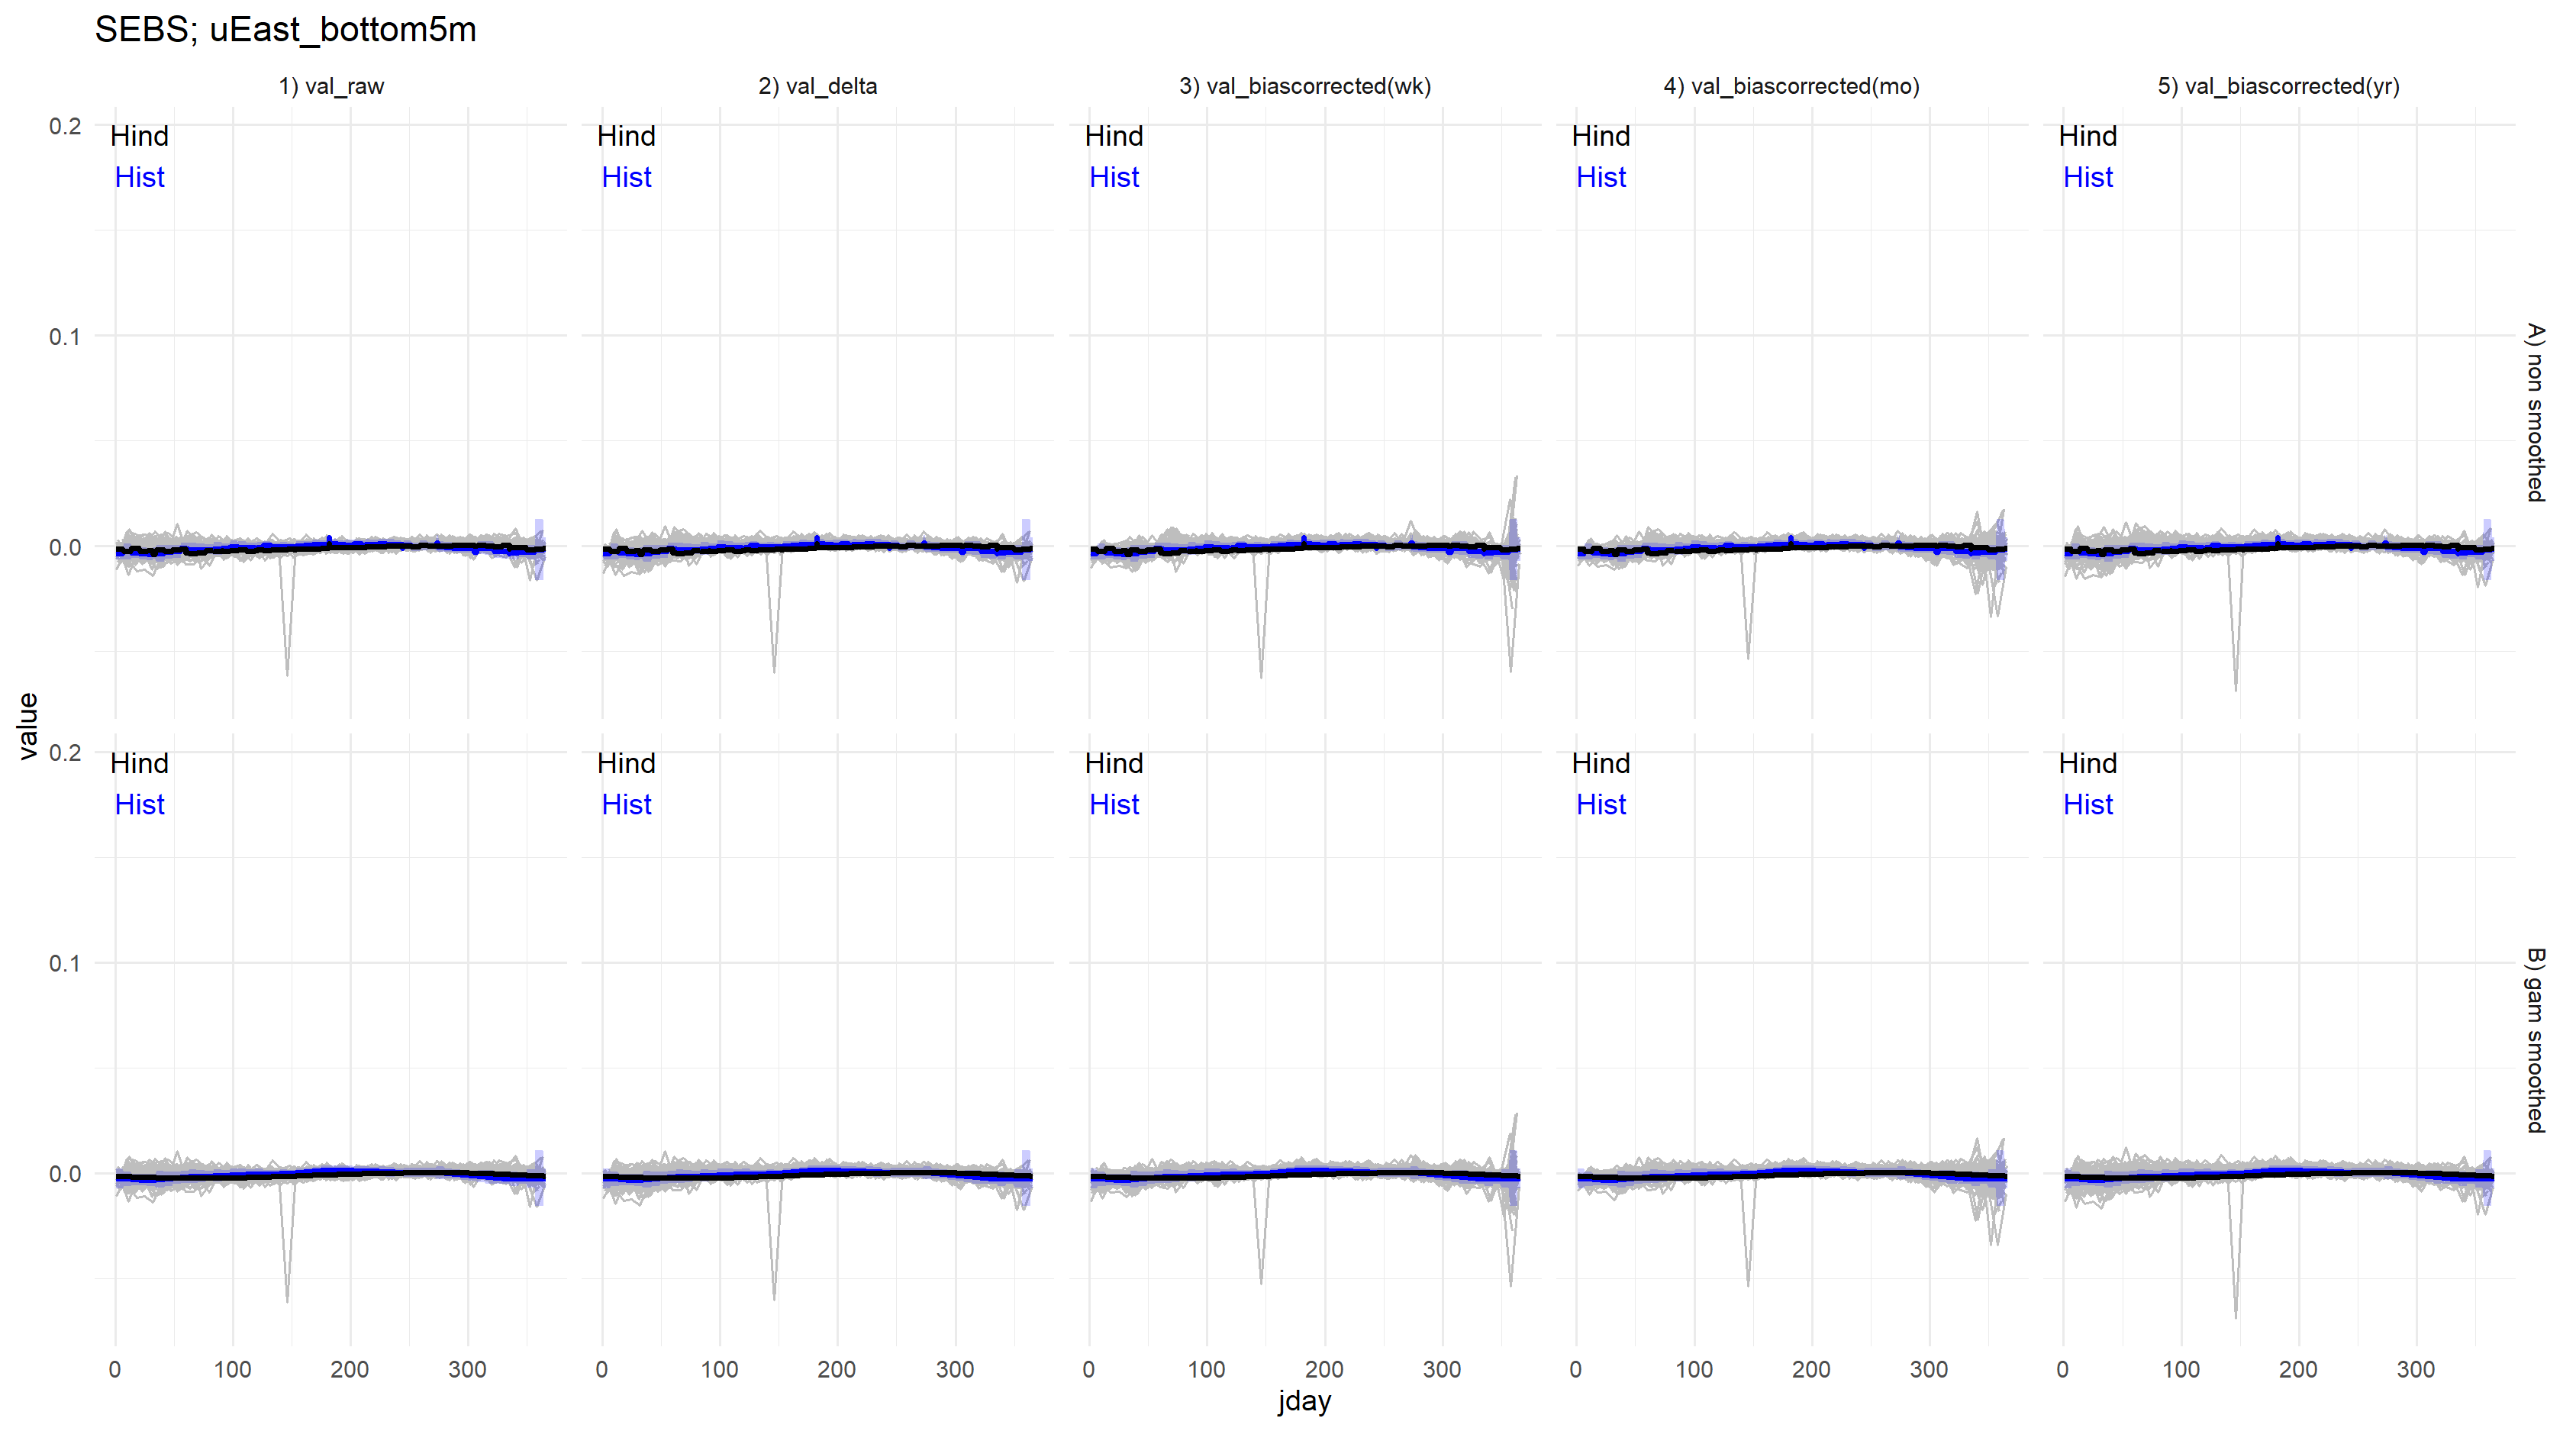 SEBS; uEast_bottom5m
1) val_raw
2) val_delta
3) val_biascorrected(wk)
4) val_biascorrected(mo)
5) val_biascorrected(yr)
0.2
Hind
Hind
Hind
Hind
Hind
Hist
Hist
Hist
Hist
Hist
0.1
0.0
A) non smoothed
value
0.2
Hind
Hind
Hind
Hind
Hind
Hist
Hist
Hist
Hist
Hist
0.1
0.0
B) gam smoothed
0 100 200 300
0 100 200 300
0 100 200 300
0 100 200 300
0 100 200 300
jday